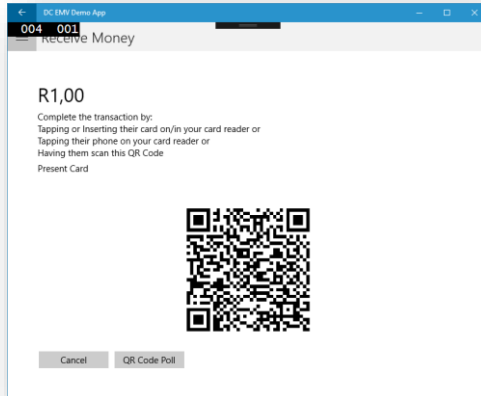 DC EMV Demo App
004 001
Receive Money
R1,00
Complete the transaction by:
Tapping or Inserting their card on/in your card reader or
Tapping their phone on your card reader or
Having them scan this QR Code
Present Card
Cancel QR Code Poll